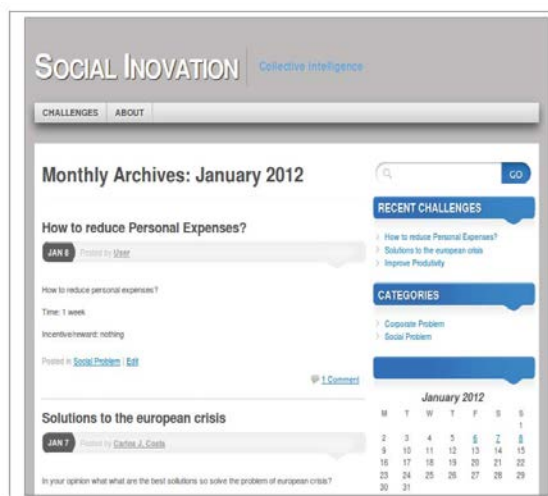 SOCIAL INOVATION
Collective Intelligence
CHALLENGES ABOUT
Monthly Archives: January 2012
How to reduce Personal Expenses?
JAN 6 Posted by User
How to reduce personal expenses?
Time: 1 week
Incentive/reward: nothing
Posted in Social Problem | Edit
1 Comment
Solutions to the european crisis
JAN 7 Posted by Carlos J. Costa
In your opinion what what are the best solutions so solve the problem of european crisis?
GO
RECENT CHALLENGES
How to reduce Personal Expenses?
Solutions to the european crisis
Improve Produtivity
CATEGORIES
Corporate Problem
Social Problem
January 2012
M T W T F S S
1
2 3 4 5 6 7 8
9 10 11 12 13 14 15
16 17 18 19 20 21 22
23 24 25 26 27 28 29
30 31